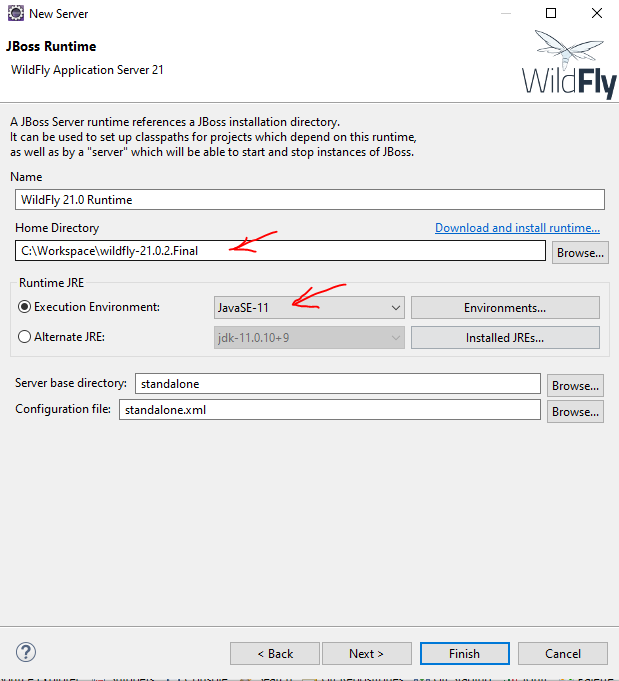 New Server
JBoss Runtime
WildFly Application Server 21
WildFly
A JBoss Server runtime references a JBoss installation directory.
It can be used to set up classpaths for projects which depend on this runtime,
as well as by a "server" which will be able to start and stop instances of JBoss.
Name
WildFly 21.0 Runtime
Home Directory
Download and install runtime...
C:\Workspace\wildfly-21.0.2.Final
Browse...
Runtime JRE
Execution Environment:
JavaSE-11
Environments...
Alternate JRE:
jdk-11.0.10+9
Installed JREs...
Server base directory:
standalone
Browse...
Configuration file:
standalone.xml
Browse...
?
< Back
Next >
Finish
Cancel